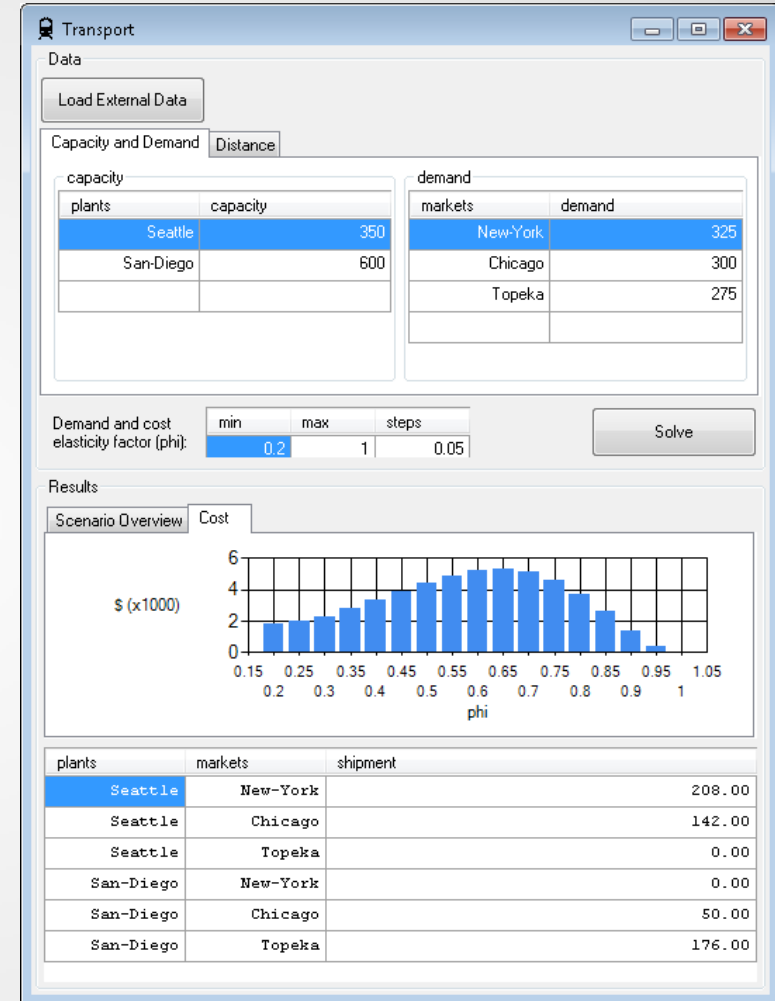 Transport
Data
Load External Data
Capacity and Demand Distance
capacity
plants capacity
Seattle 350
San-Diego 600
demand
markets demand
New-York 325
Chicago 300
Topeka 275
Demand and cost
elasticity factor (phi):
min max steps
0.2 1 0.05
Solve
Results
Scenario Overview Cost
$ (x1000)
6
4
2
0
0.15 0.25 0.35 0.45 0.55 0.65 0.75 0.85 0.95 1.05
0.2 0.3 0.4 0.5 0.6 0.7 0.8 0.9 1
phi
plants markets shipment
Seattle New-York 208.00
Seattle Chicago 142.00
Seattle Topeka 0.00
San-Diego New-York 0.00
San-Diego Chicago 50.00
San-Diego Topeka 176.00